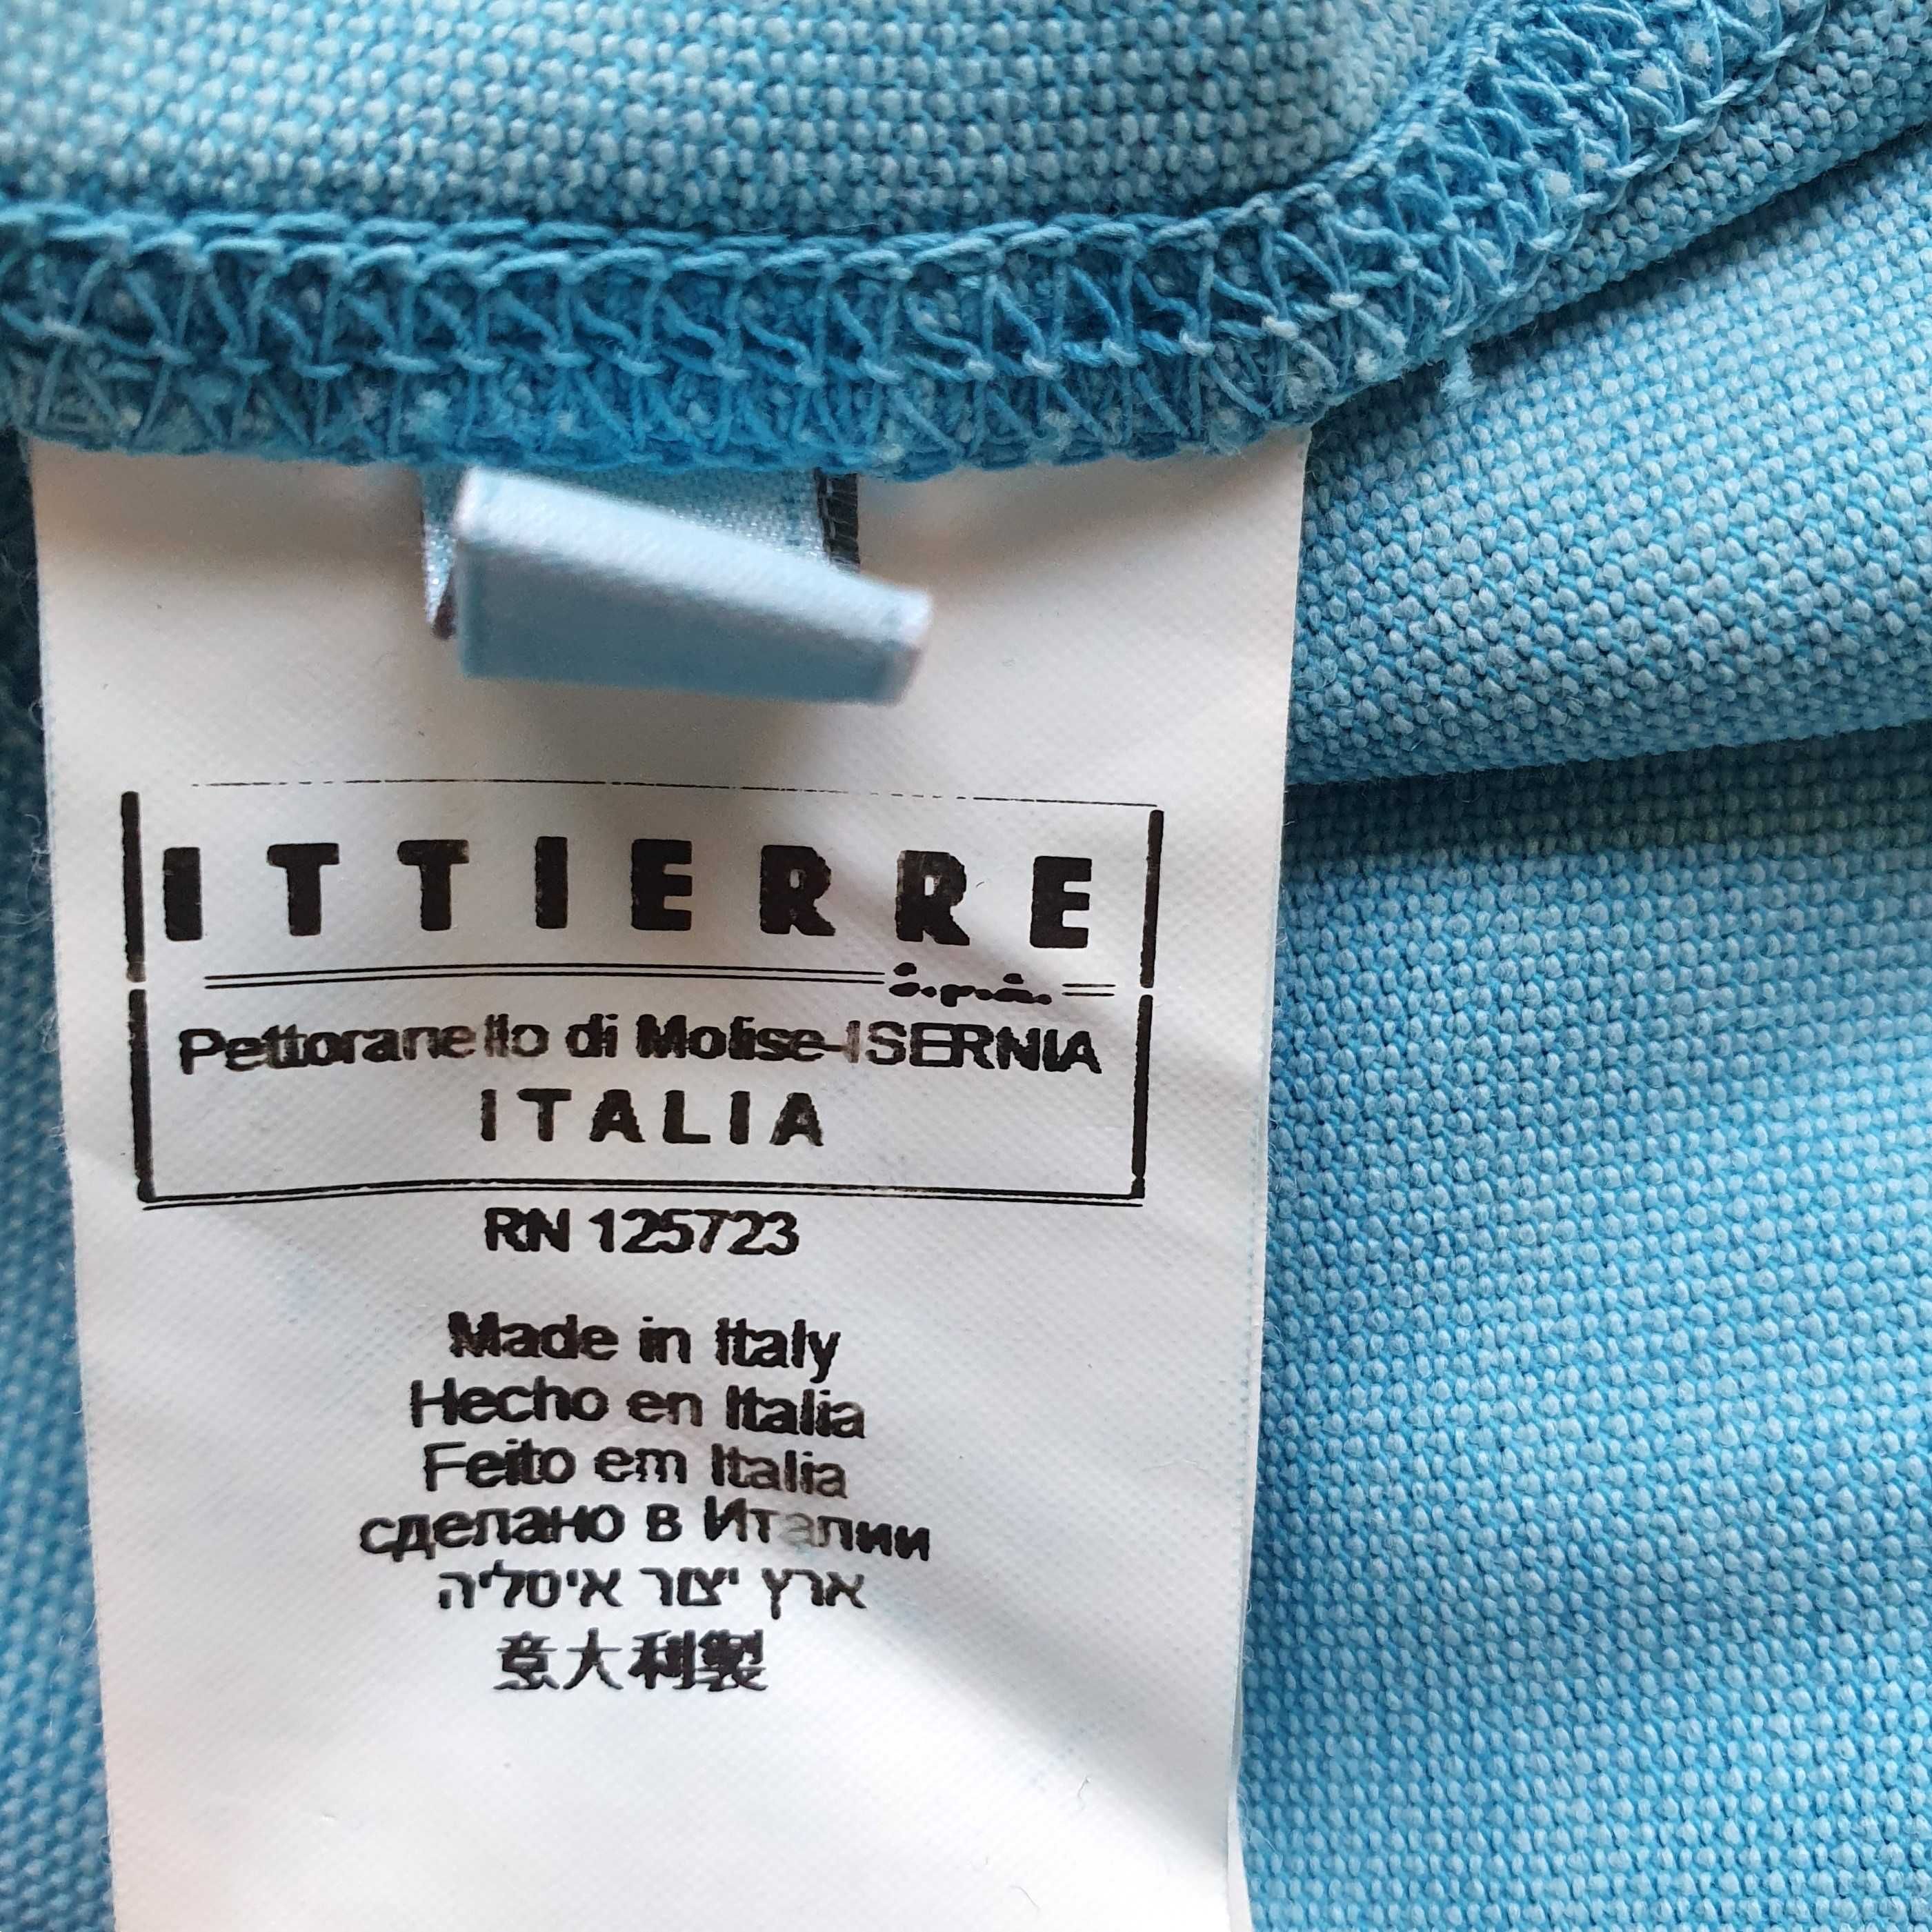 ITTIERRE
s.p.a.
Pettoranello di Molise-ISERNIA
ITALIA
RN 125723
Made in Italy
Hecho en Italia
Feito em Italia
сделано в Италии
ארץ יצור איטליה
意大利製